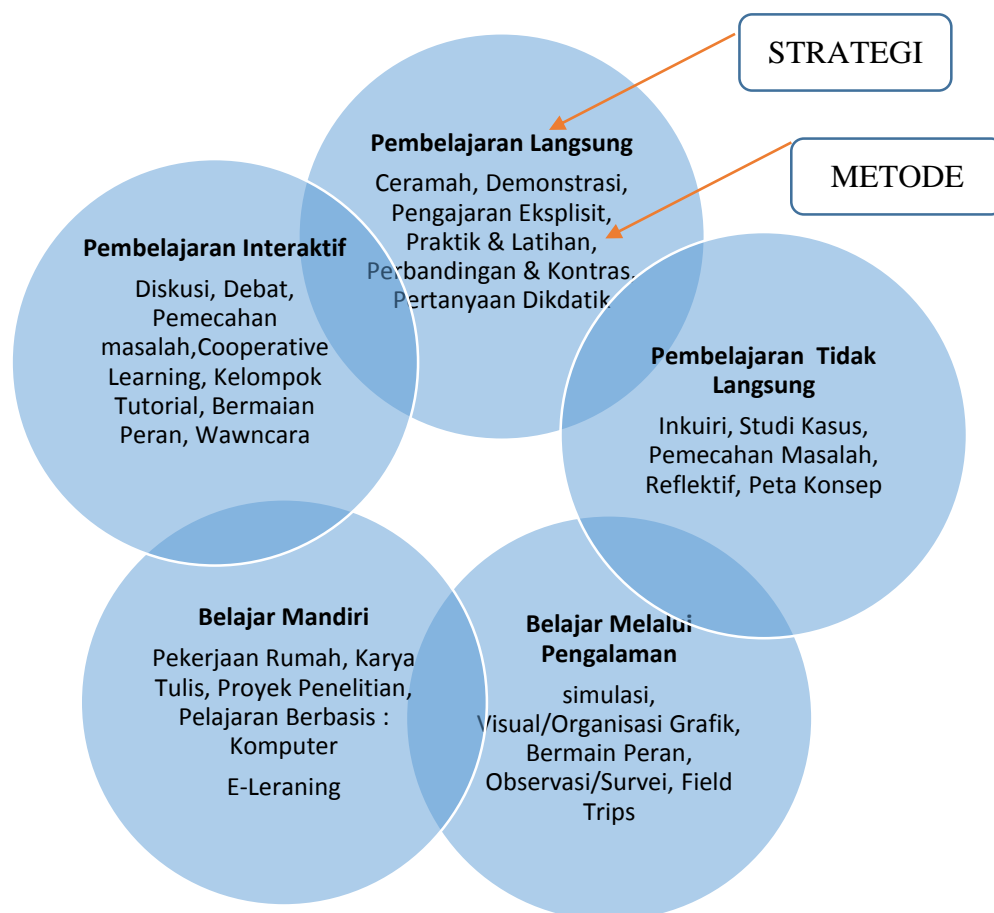 STRATEGI
METODE
Pembelajaran Langsung
Ceramah, Demonstrasi,
Pengajaran Eksplisit,
Praktik & Latihan,
Perbandingan & Kontras,
Pertanyaan Dikdatik
Pembelajaran Interaktif
Diskusi, Debat,
Pemecahan
masalah,Cooperative
Learning, Kelompok
Tutorial, Bermaian
Peran, Wawncara
Pembelajaran Tidak
Langsung
Inkuiri, Studi Kasus,
Pemecahan Masalah,
Reflektif, Peta Konsep
Belajar Mandiri
Pekerjaan Rumah, Karya
Tulis, Proyek Penelitian,
Pelajaran Berbasis :
Komputer
E-Leraning
Belajar Melalui
Pengalaman
simulasi,
Visual/Organisasi Grafik,
Bermain Peran,
Observasi/Survei, Field
Trips